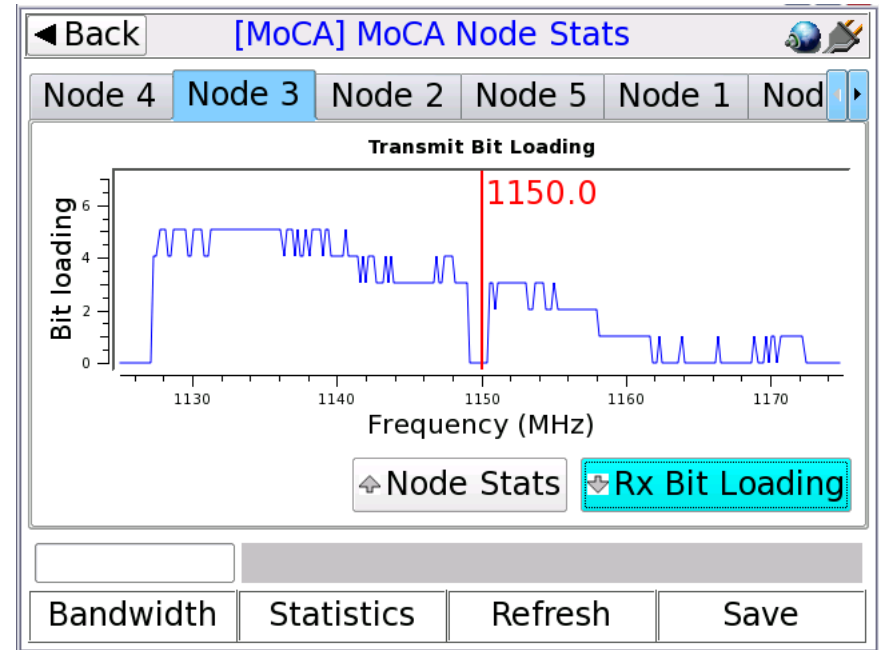 Back
[MoCA] MoCA Node Stats
Node 4 Node 3 Node 2 Node 5 Node 1 Nod
Transmit Bit Loading
1150.0
Bit loading
6
4
2
0
1130 1140 1150 1160 1170
Frequency (MHz)
Node Stats Rx Bit Loading
Bandwidth Statistics Refresh Save